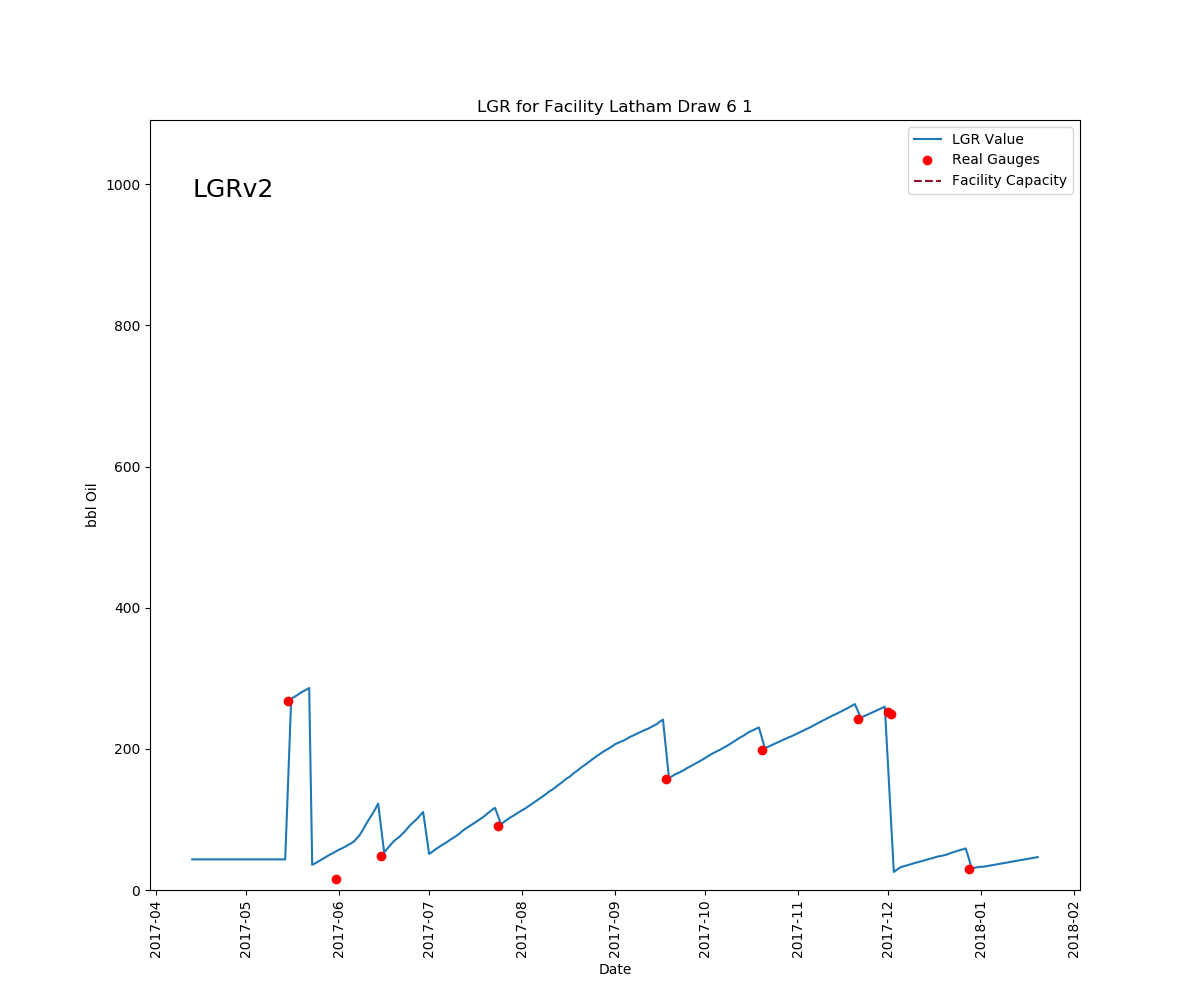 LGR for Facility Latham Draw 6 1
LGR Value
Real Gauges
Facility Capacity
LGRv2
1000
800
600
400
200
0
bbl Oil
2017-04
2017-05
2017-06
2017-07
2017-08
2017-09
2017-10
2017-11
2017-12
2018-01
2018-02
Date